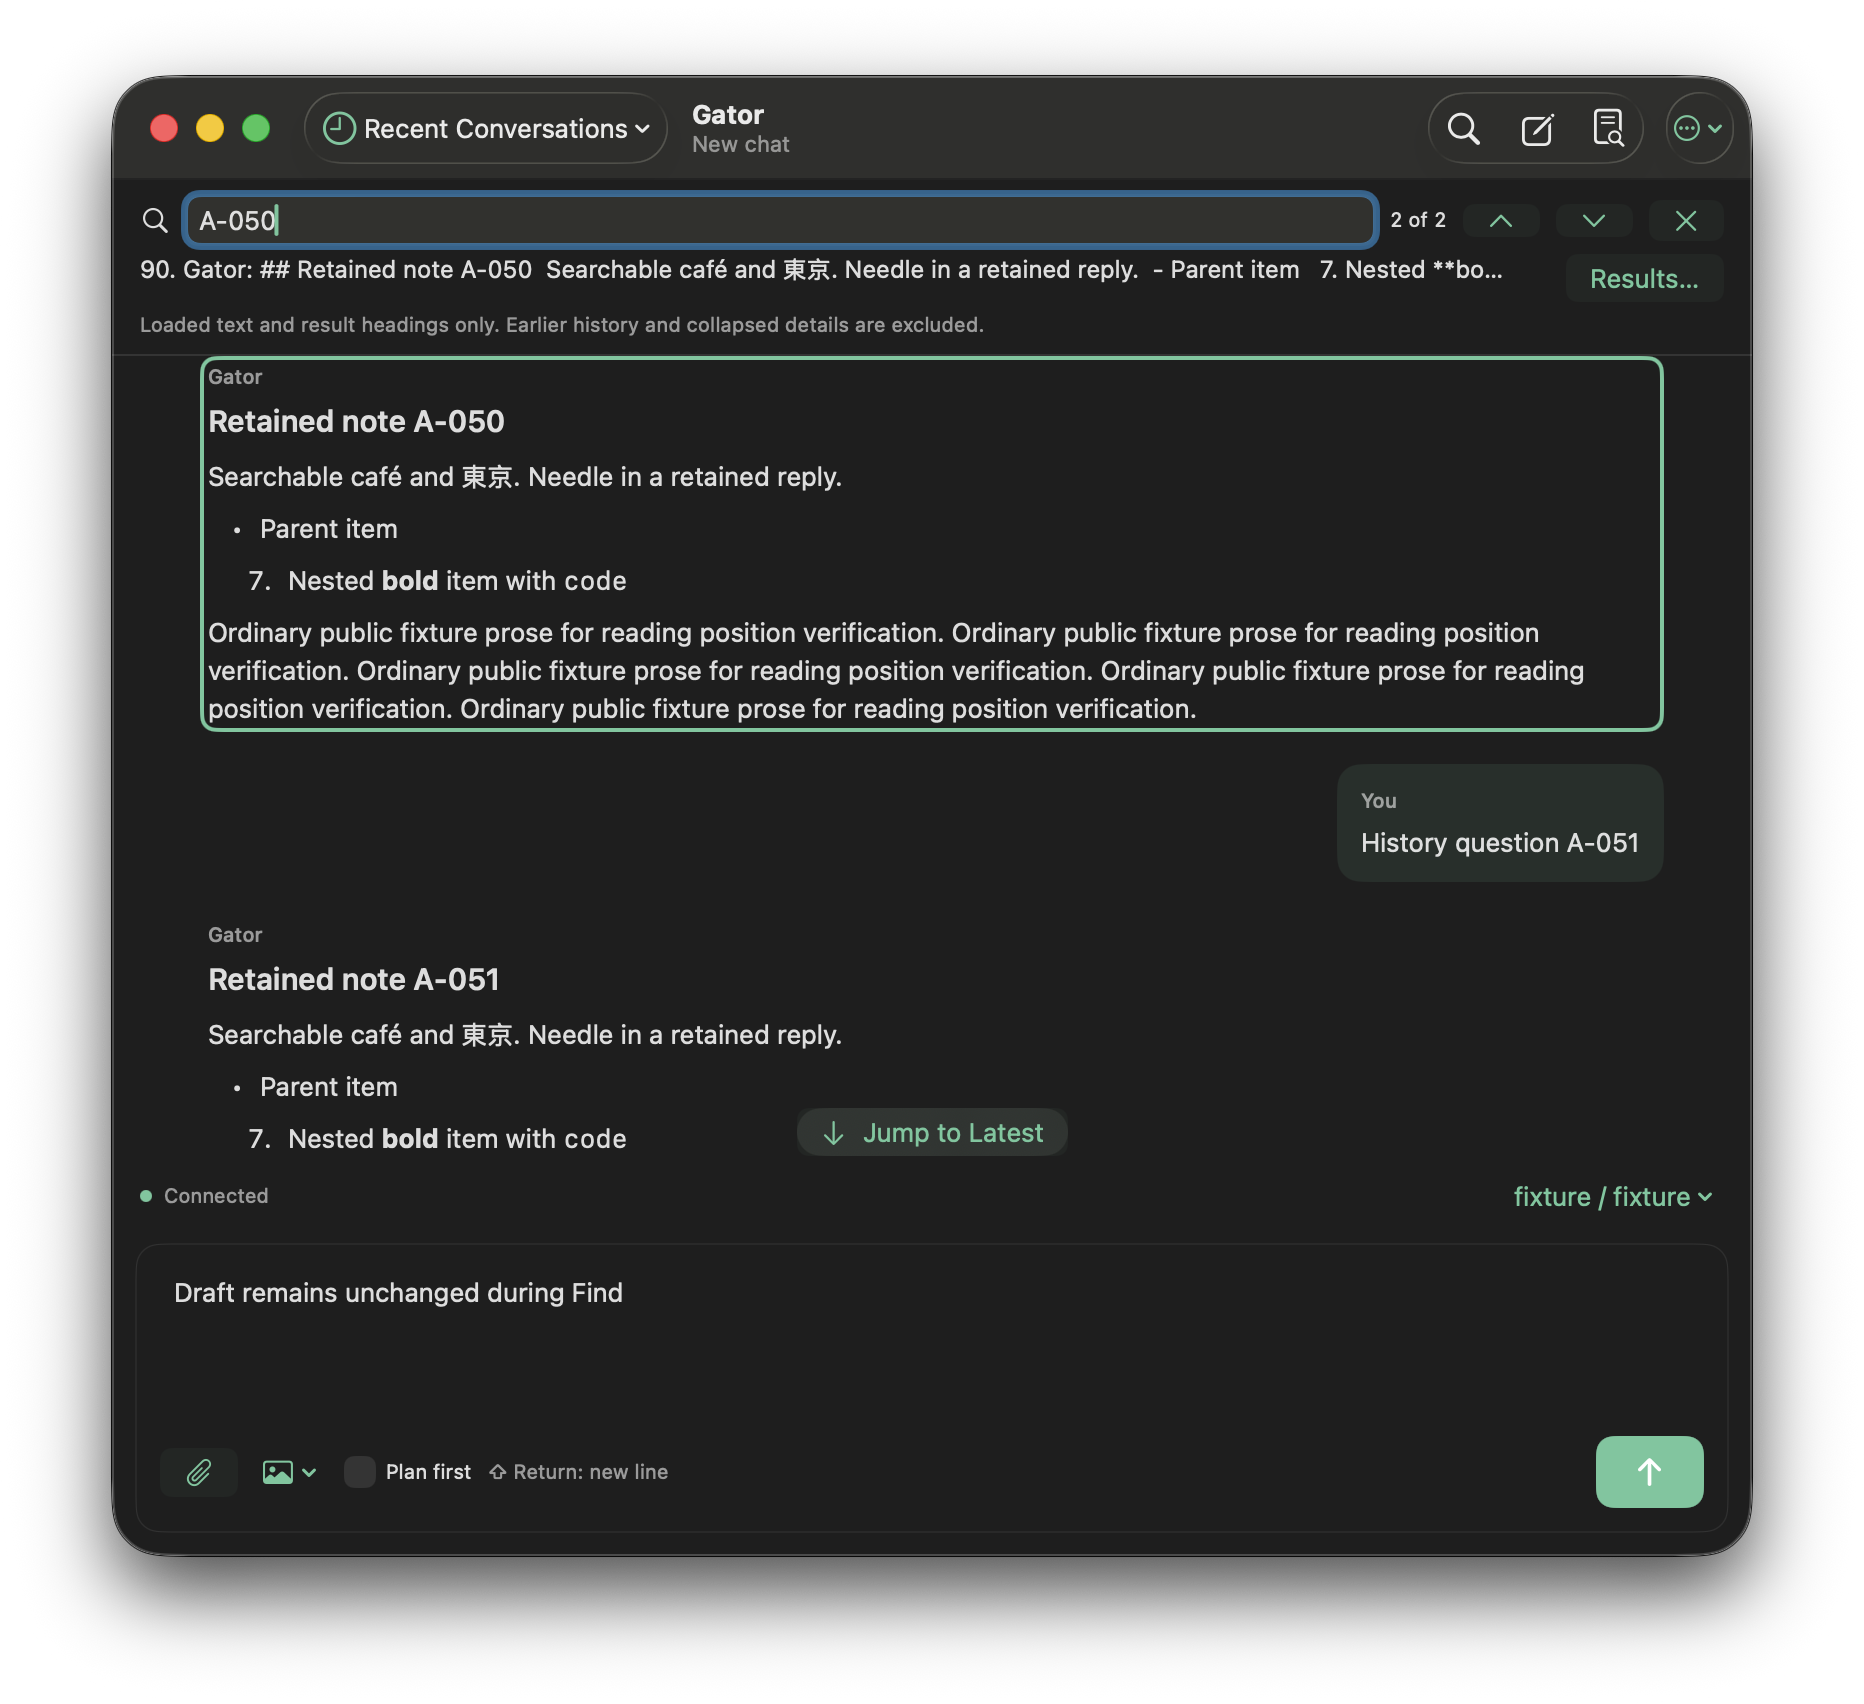 Recent Conversations
Gator
New chat
A-050
2 of 2
90. Gator: ## Retained note A-050  Searchable café and 東京. Needle in a retained reply.  - Parent item   7. Nested **bo...
Results...
Loaded text and result headings only. Earlier history and collapsed details are excluded.
Gator
Retained note A-050
Searchable café and 東京. Needle in a retained reply.
• Parent item
7. Nested bold item with code
Ordinary public fixture prose for reading position verification. Ordinary public fixture prose for reading position
verification. Ordinary public fixture prose for reading position verification. Ordinary public fixture prose for reading
position verification. Ordinary public fixture prose for reading position verification.
You
History question A-051
Gator
Retained note A-051
Searchable café and 東京. Needle in a retained reply.
• Parent item
7. Nested bold item with code
Jump to Latest
Connected
fixture / fixture
Draft remains unchanged during Find
Plan first
Return: new line